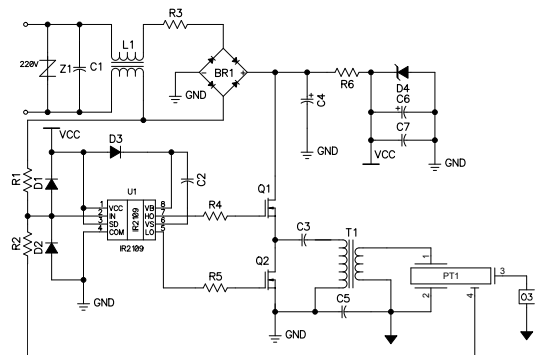 R3
L1
220V
Z1
C1
BR1
GND
R6
D4
C6
C4
C7
VCC
GND
GND
VCC
D3
R1
D1
U1
C2
Q1
1
VCC
VB
8
2
IN
HO
7
R4
3
SD
VS
6
4
COM
LO
5
IR2109
IR2109
R2
D2
C3
T1
Q2
R5
1
PT1
3
2
4
O3
GND
C5
GND